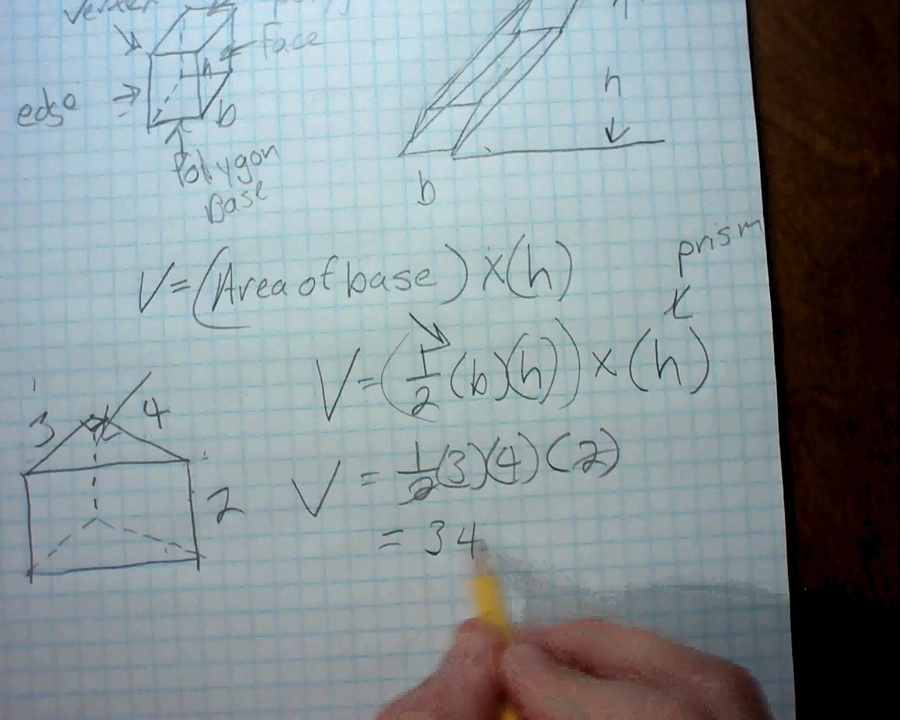 Vertex
face
edge
h
b
Polygon
Base
h
b
V = (Area of base) x (h)
prism
V = (1/2 (b)(h)) x (h)
3 4
2
V = 1/2 (3)(4)(2)
= 34